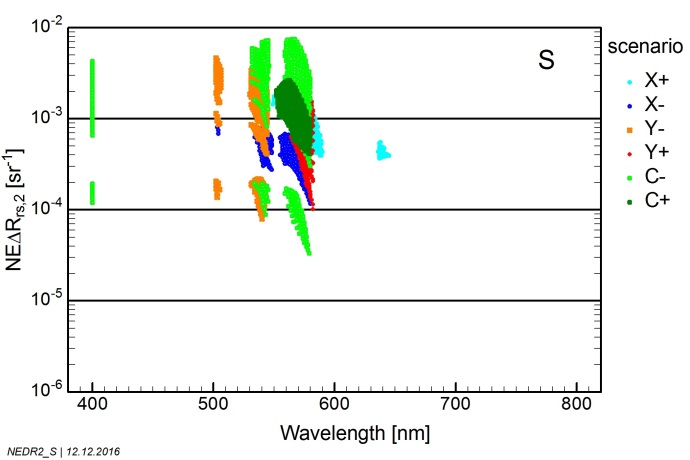 S
scenario
X+
X-
Y-
Y+
C-
C+
10⁻²
10⁻³
10⁻⁴
10⁻⁵
10⁻⁶
NEΔRrs,2 [sr⁻¹]
400 500 600 700 800
Wavelength [nm]
NEDR2_S | 12.12.2016